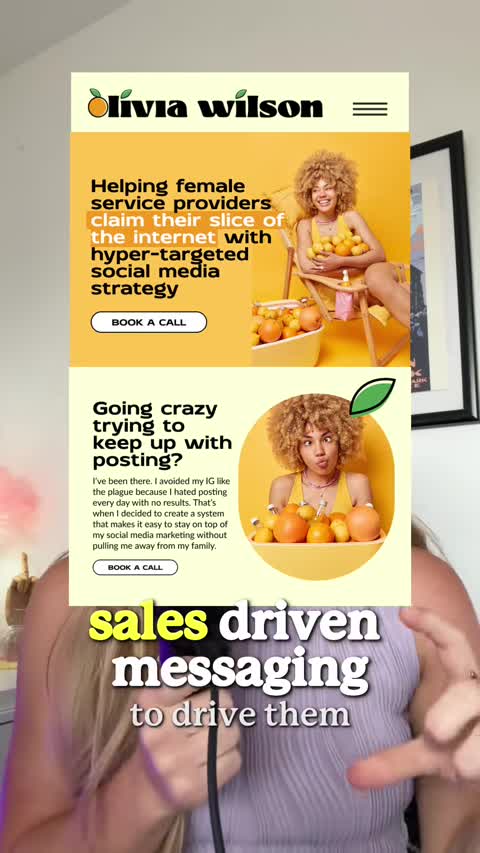 Olivia wilson
Helping female
service providers
claim their slice of
the internet with
hyper-targeted
social media
strategy
BOOK A CALL
Going crazy
trying to
keep up with
posting?
I've been there. I avoided my IG like
the plague because I hated posting
every day with no results. That's
when I decided to create a system
that makes it easy to stay on top of
my social media marketing without
pulling me away from my family.
BOOK A CALL
sales driven
messaging
to drive them